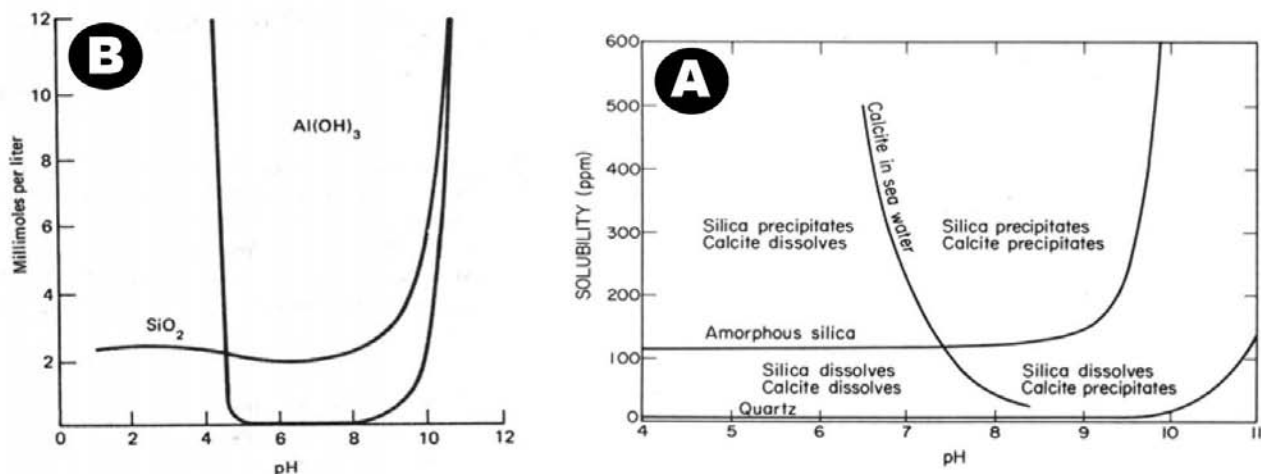 B
12
10
8
6
4
2
Millimoles per liter
Al(OH)3
SiO2
0
2
4
6
8
10
12
pH
A
600
500
400
300
200
100
0
SOLUBILITY (ppm)
Calcite in sea water
Silica precipitates
Calcite dissolves
Silica precipitates
Calcite precipitates
Amorphous silica
Silica dissolves
Calcite dissolves
Silica dissolves
Calcite precipitates
Quartz
4
5
6
7
8
9
10
11
pH